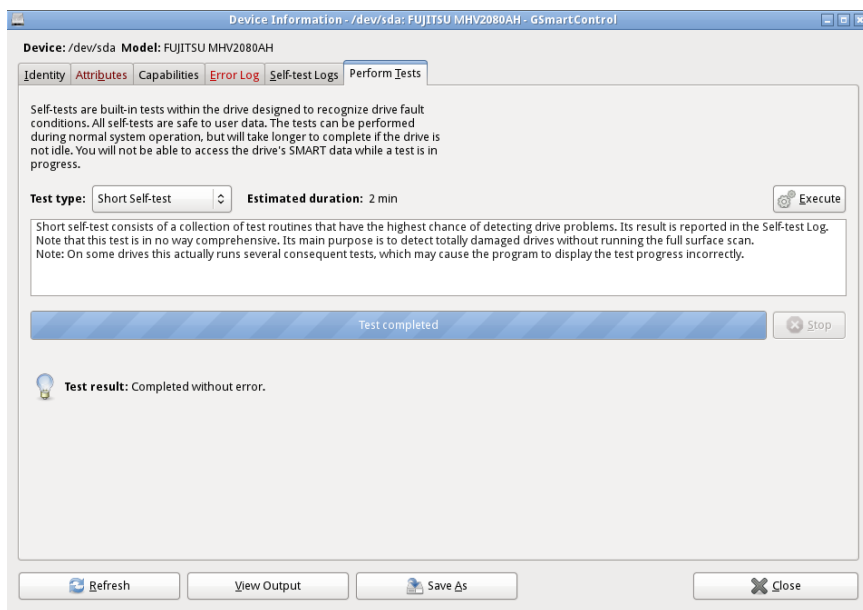 Device Information - /dev/sda: FUJITSU MHV2080AH - GSmartControl
Device: /dev/sda Model: FUJITSU MHV2080AH
Identity Attributes Capabilities Error Log Self-test Logs Perform Tests
Self-tests are built-in tests within the drive designed to recognize drive fault
conditions. All self-tests are safe to user data. The tests can be performed
during normal system operation, but will take longer to complete if the drive is
not idle. You will not be able to access the drive's SMART data while a test is in
progress.
Test type: Short Self-test Estimated duration: 2 min Execute
Short self-test consists of a collection of test routines that have the highest chance of detecting drive problems. Its result is reported in the Self-test Log.
Note that this test is in no way comprehensive. Its main purpose is to detect totally damaged drives without running the full surface scan.
Note: On some drives this actually runs several consequent tests, which may cause the program to display the test progress incorrectly.
Test completed Stop
Test result: Completed without error.
Refresh View Output Save As Close